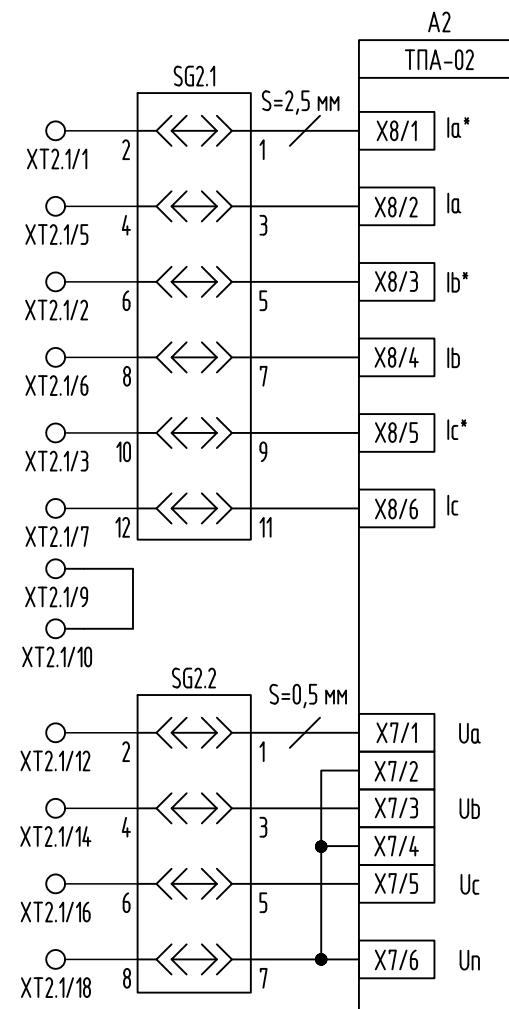 A2
ТПА-02
SG2.1
S=2,5 мм
XT2.1/1
2
1
X8/1
Ia*
XT2.1/5
4
3
X8/2
Ia
XT2.1/2
6
5
X8/3
Ib*
XT2.1/6
8
7
X8/4
Ib
XT2.1/3
10
9
X8/5
Ic*
XT2.1/7
12
11
X8/6
Ic
XT2.1/9
XT2.1/10
SG2.2
S=0,5 мм
XT2.1/12
2
1
X7/1
Ua
X7/2
XT2.1/14
4
3
X7/3
Ub
X7/4
XT2.1/16
6
5
X7/5
Uc
XT2.1/18
8
7
X7/6
Un